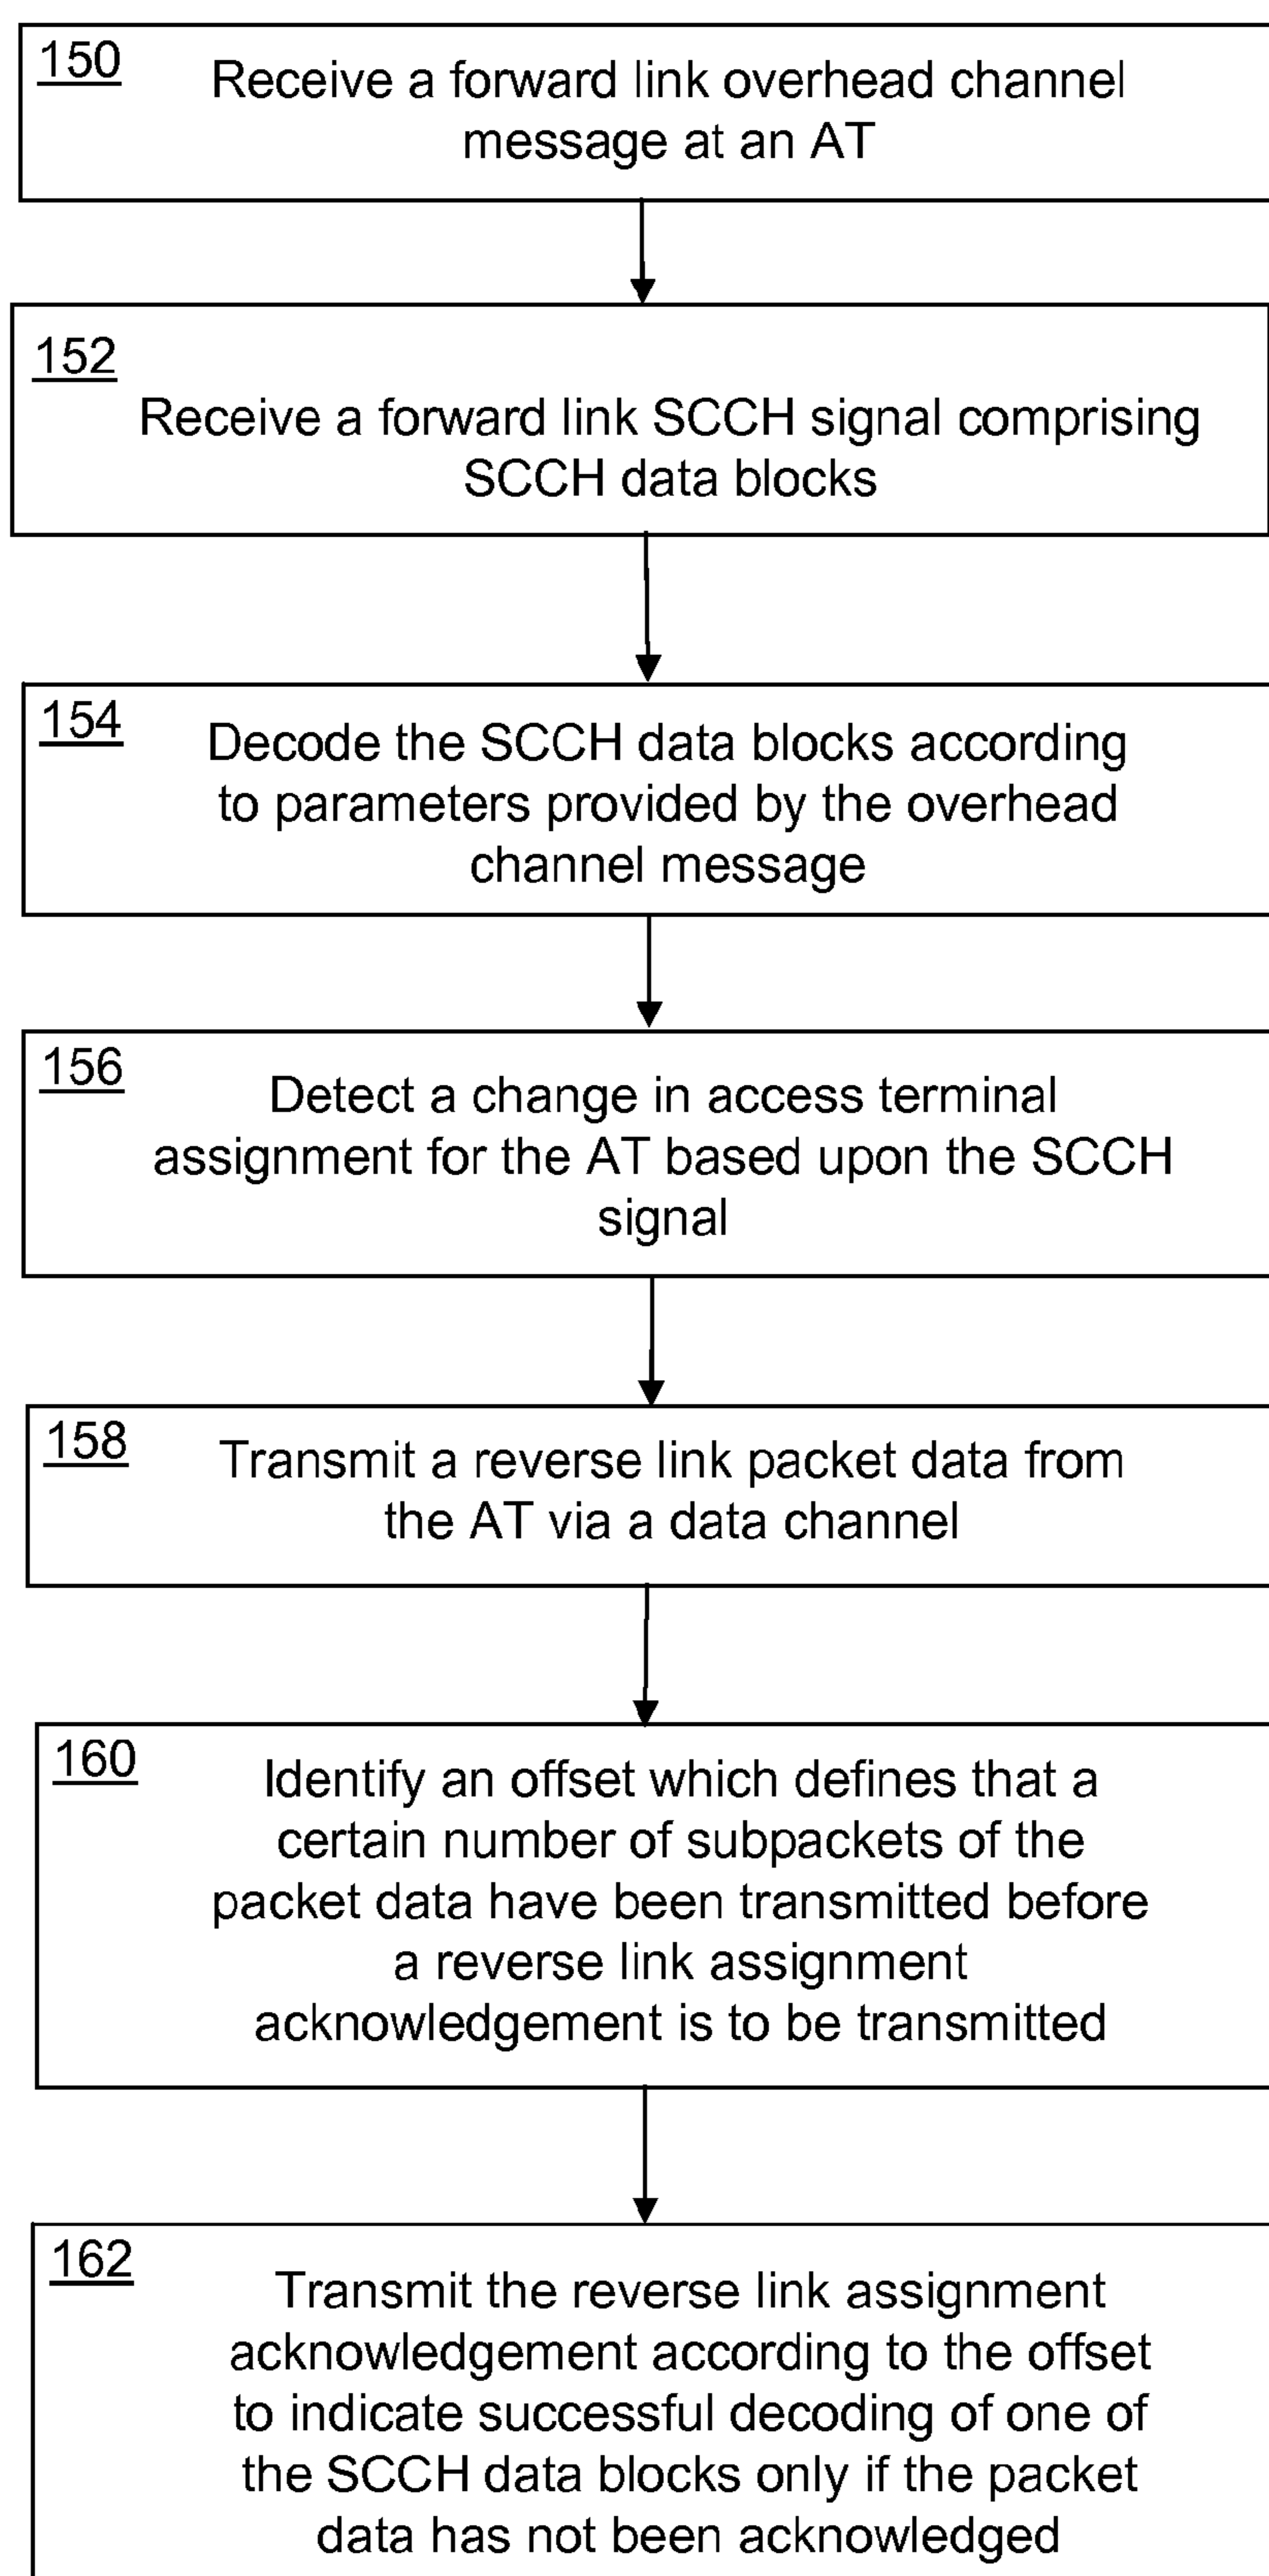 150
Receive a forward link overhead channel
message at an AT
152
Receive a forward link SCCH signal comprising
SCCH data blocks
154
Decode the SCCH data blocks according
to parameters provided by the overhead
channel message
156
Detect a change in access terminal
assignment for the AT based upon the SCCH
signal
158
Transmit a reverse link packet data from
the AT via a data channel
160
Identify an offset which defines that a
certain number of subpackets of the
packet data have been transmitted before
a reverse link assignment
acknowledgement is to be transmitted
162
Transmit the reverse link assignment
acknowledgement according to the offset
to indicate successful decoding of one of
the SCCH data blocks only if the packet
data has not been acknowledged